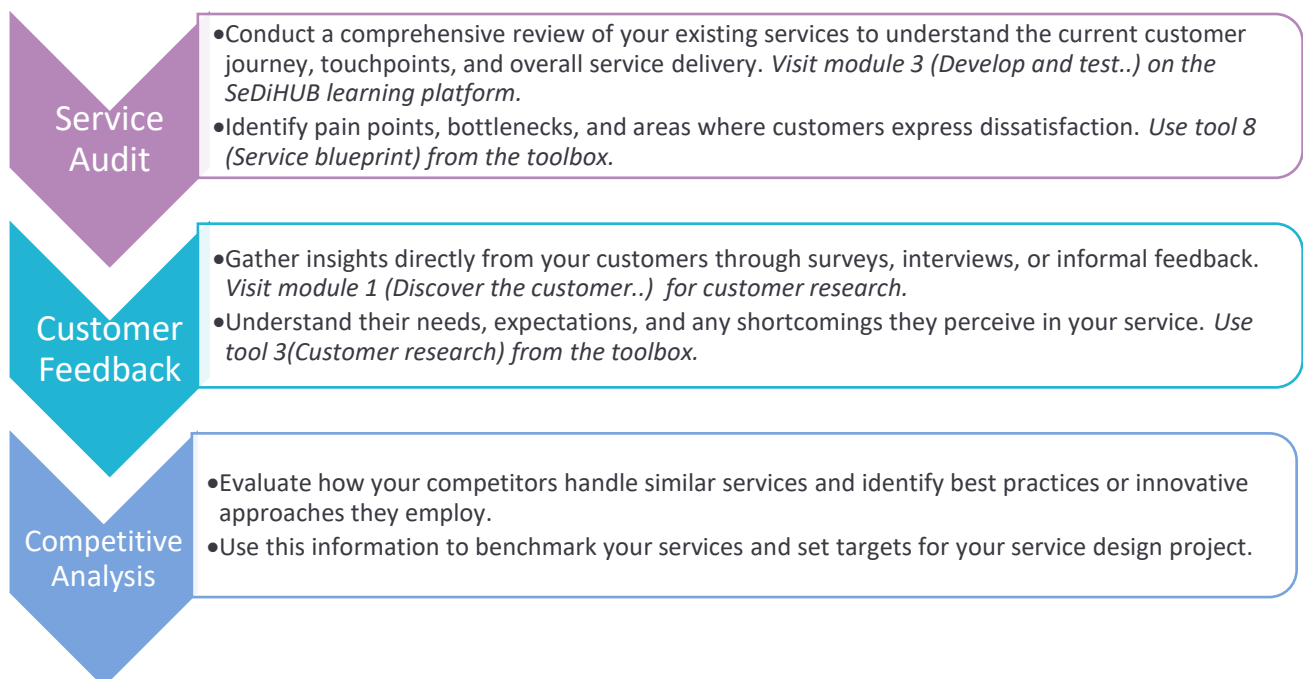 Service
Audit
•Conduct a comprehensive review of your existing services to understand the current customer
journey, touchpoints, and overall service delivery. Visit module 3 (Develop and test..) on the
SeDiHUB learning platform.
•Identify pain points, bottlenecks, and areas where customers express dissatisfaction. Use tool 8
(Service blueprint) from the toolbox.
Customer
Feedback
•Gather insights directly from your customers through surveys, interviews, or informal feedback.
Visit module 1 (Discover the customer..)  for customer research.
•Understand their needs, expectations, and any shortcomings they perceive in your service. Use
tool 3(Customer research) from the toolbox.
Competitive
Analysis
•Evaluate how your competitors handle similar services and identify best practices or innovative
approaches they employ.
•Use this information to benchmark your services and set targets for your service design project.